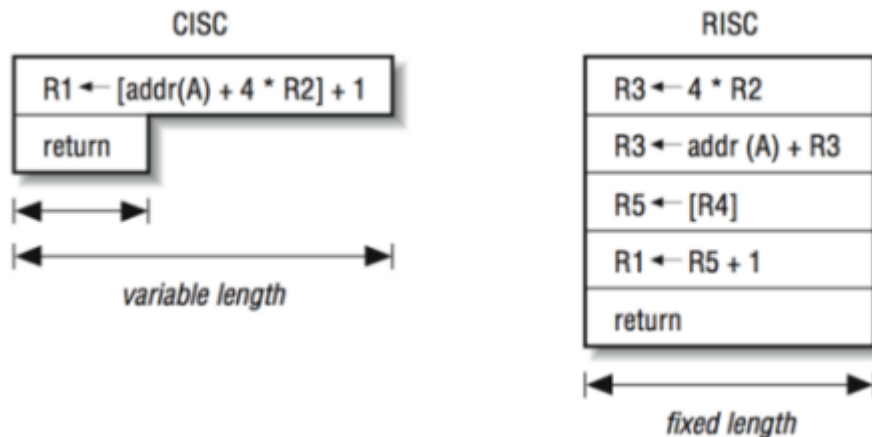 CISC
R1 ← [addr(A) + 4 * R2] + 1
return
variable length
RISC
R3 ← 4 * R2
R3 ← addr (A) + R3
R5 ← [R4]
R1 ← R5 + 1
return
fixed length